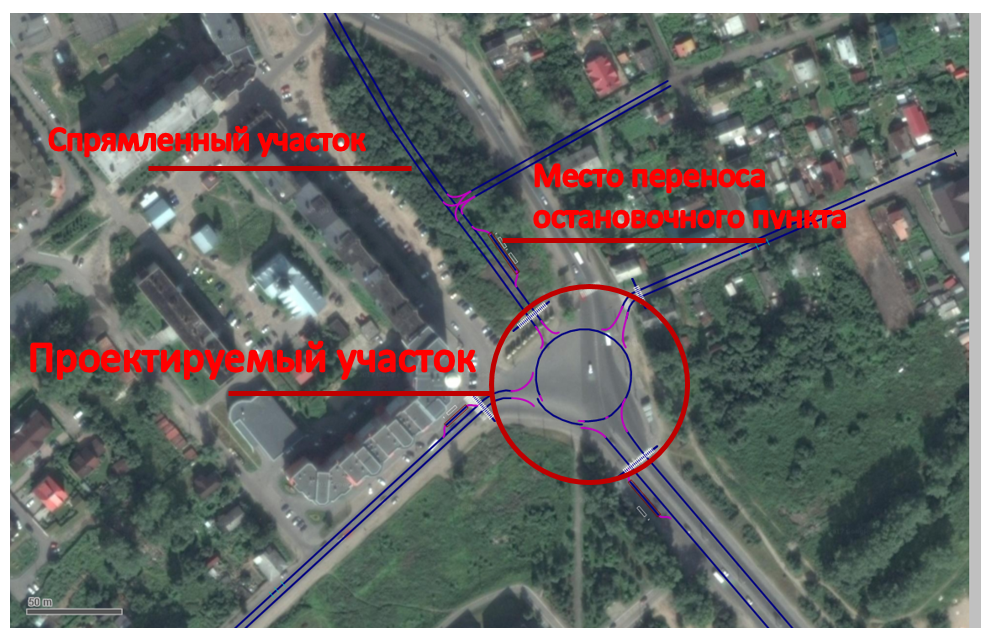 Спрямленный участок
Место переноса
остановочного пункта
Проектируемый участок
50 m